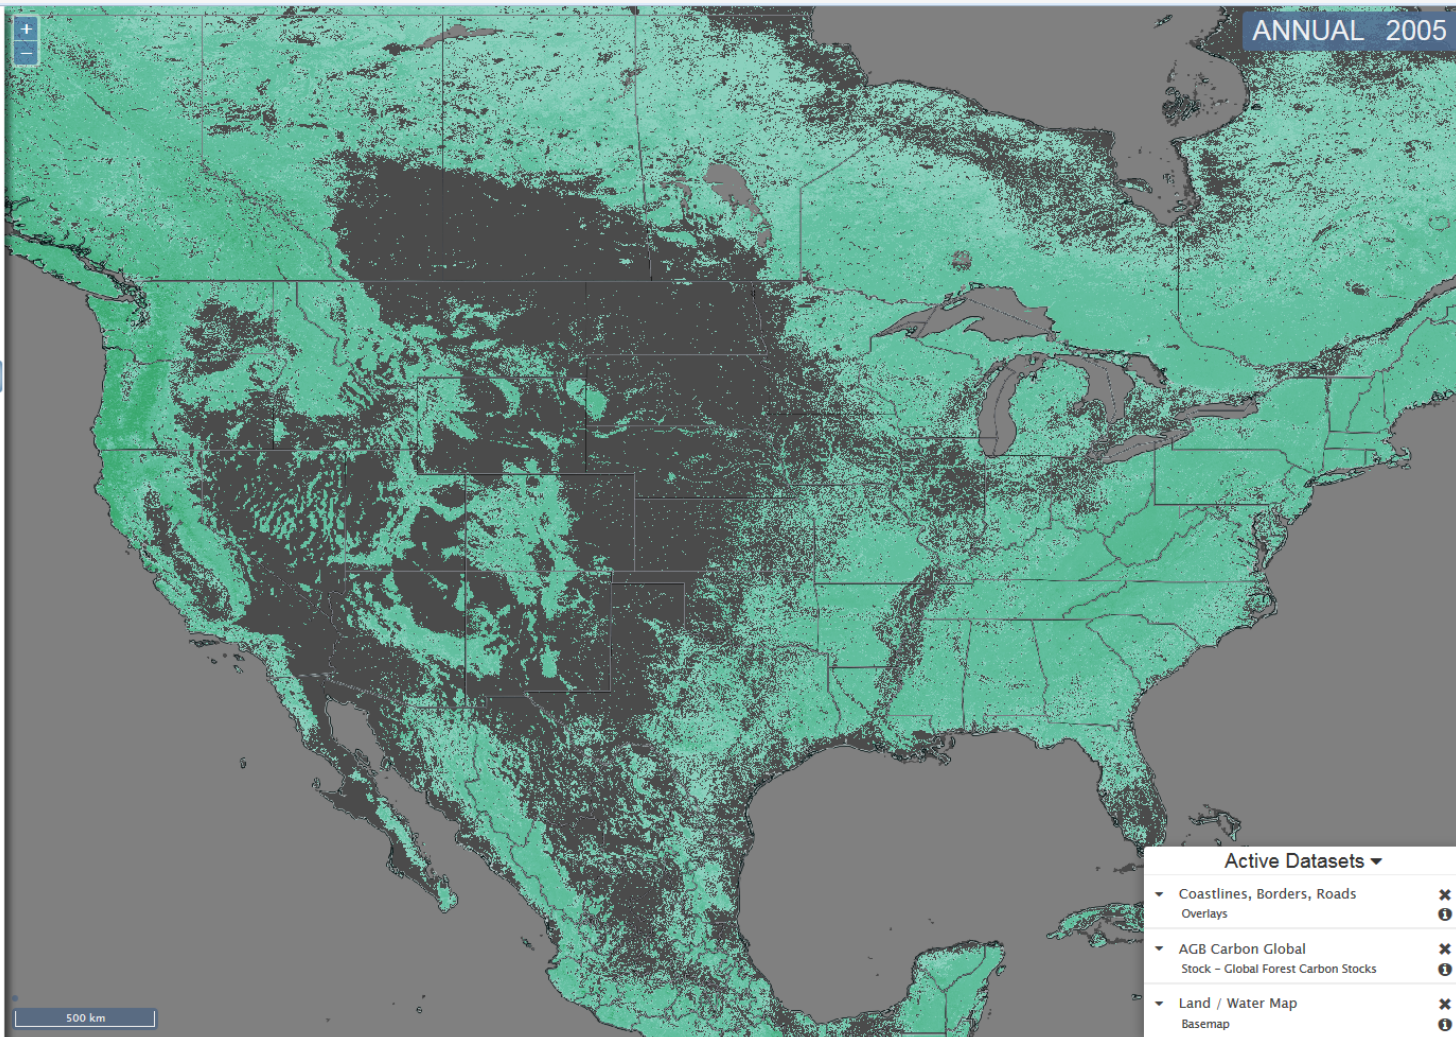 +
−
ANNUAL 2005
Active Datasets
Coastlines, Borders, Roads
Overlays
AGB Carbon Global
Stock – Global Forest Carbon Stocks
Land / Water Map
Basemap
500 km